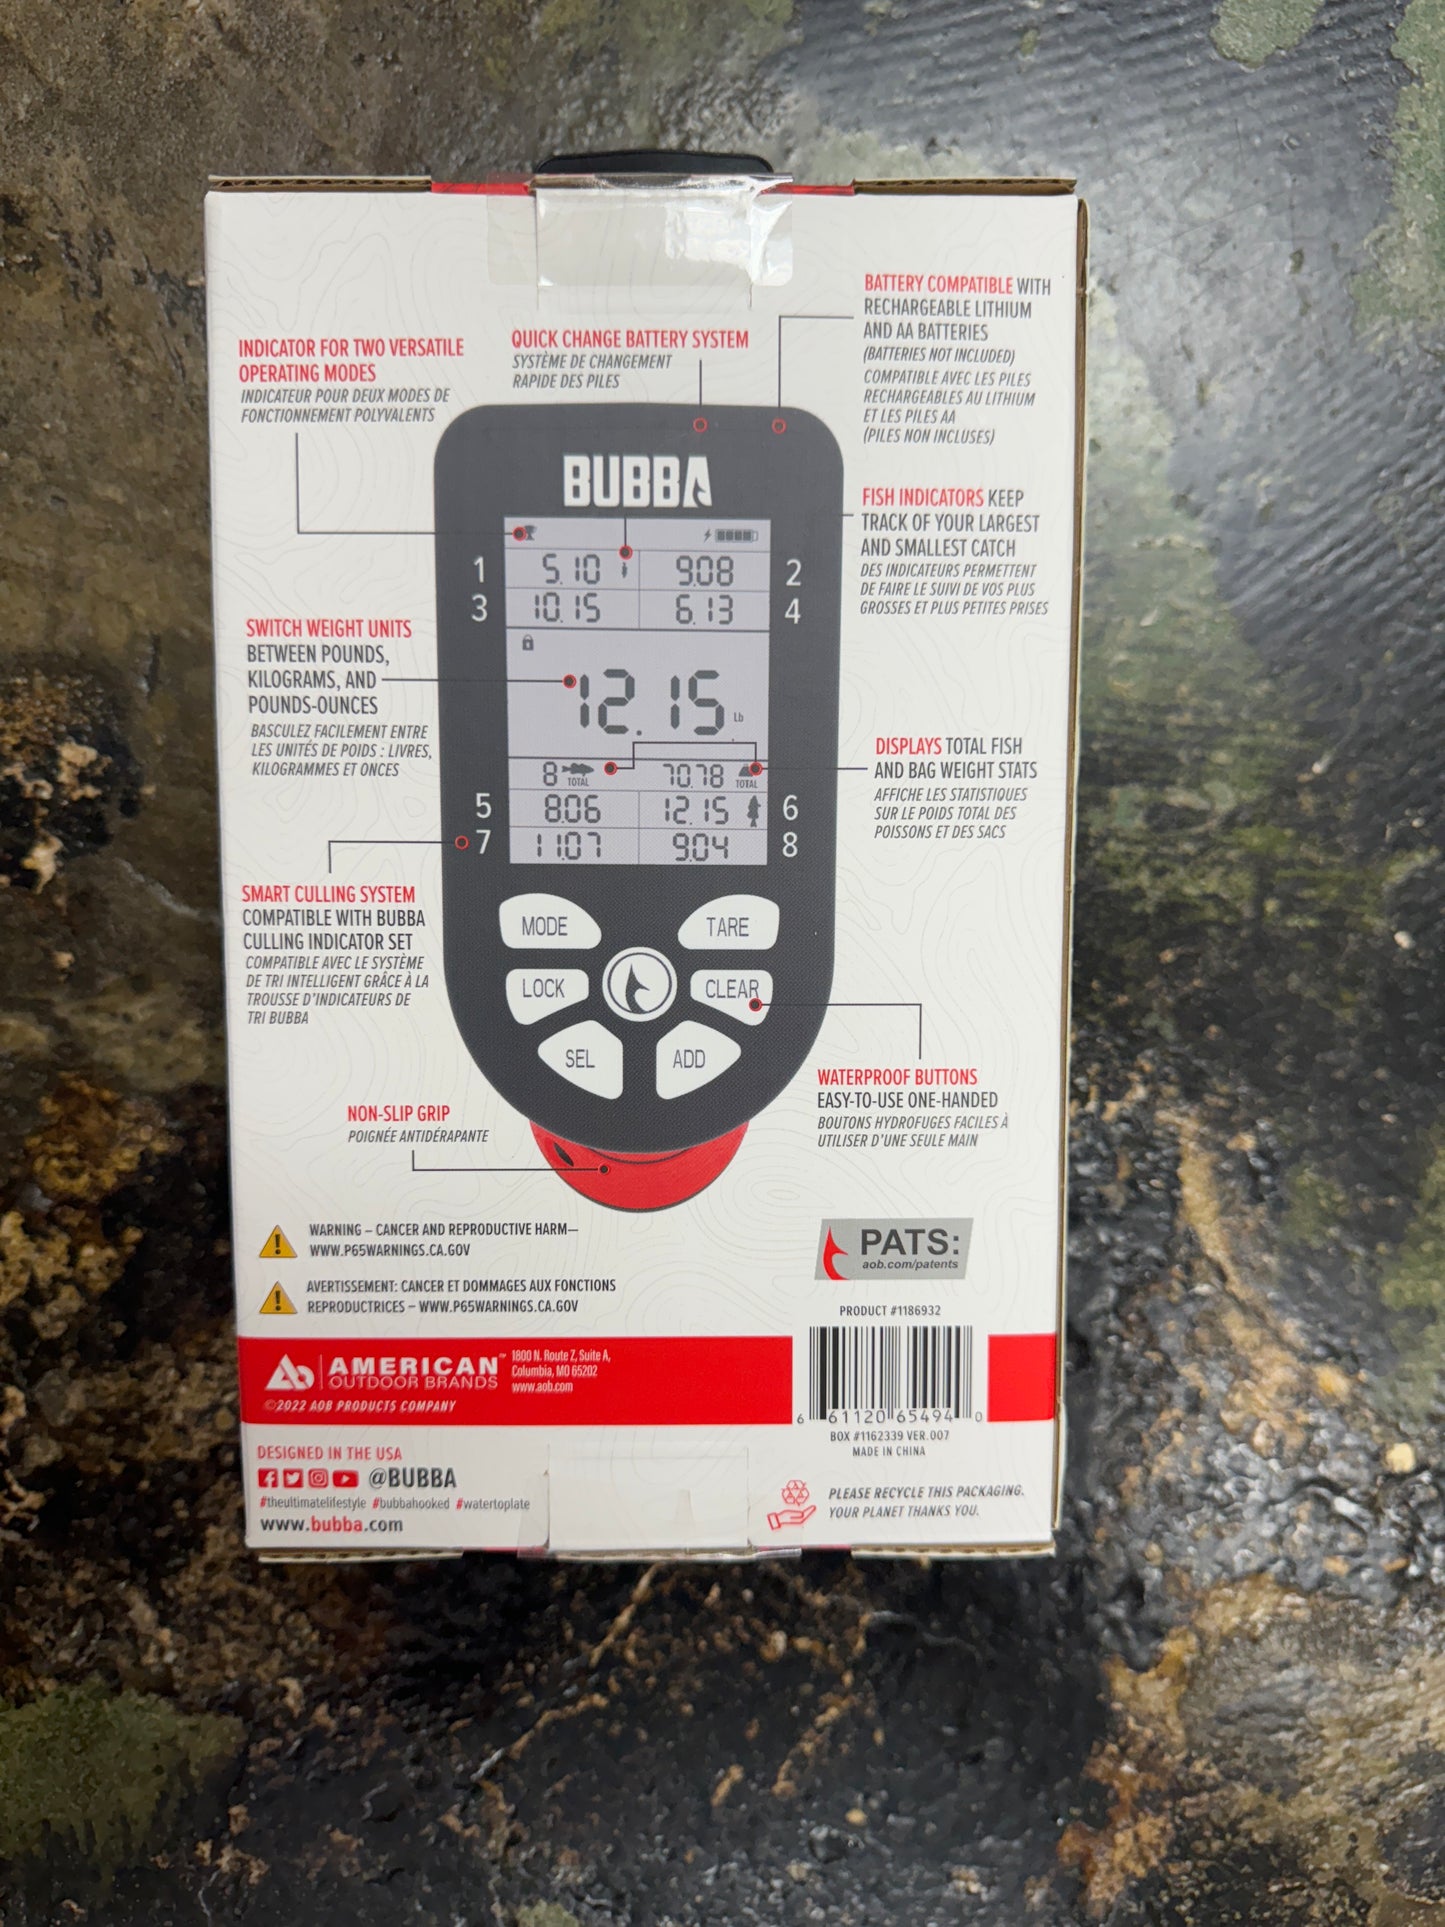 BATTERY COMPATIBLE WITH
RECHARGEABLE LITHIUM
AND AA BATTERIES
(BATTERIES NOT INCLUDED)
COMPATIBLE AVEC LES PILES
RECHARGEABLES AU LITHIUM
ET LES PILES AA
(PILES NON INCLUSES)
QUICK CHANGE BATTERY SYSTEM
SYSTÈME DE CHANGEMENT
RAPIDE DES PILES
INDICATOR FOR TWO VERSATILE
OPERATING MODES
INDICATEUR POUR DEUX MODES DE
FONCTIONNEMENT POLYVALENTS
FISH INDICATORS KEEP
TRACK OF YOUR LARGEST
AND SMALLEST CATCH
DES INDICATEURS PERMETTENT
DE FAIRE LE SUIVI DE VOS PLUS
GROSSES ET PLUS PETITES PRISES
SWITCH WEIGHT UNITS
BETWEEN POUNDS,
KILOGRAMS, AND
POUNDS-OUNCES
BASCULEZ FACILEMENT ENTRE
LES UNITÉS DE POIDS : LIVRES,
KILOGRAMMES ET ONCES
DISPLAYS TOTAL FISH
AND BAG WEIGHT STATS
AFFICHE LES STATISTIQUES
SUR LE POIDS TOTAL DES
POISSONS ET DES SACS
SMART CULLING SYSTEM
COMPATIBLE WITH BUBBA
CULLING INDICATOR SET
COMPATIBLE AVEC LE SYSTÈME
DE TRI INTELLIGENT GRÂCE À LA
TROUSSE D'INDICATEURS DE
TRI BUBBA
BUBBA
1 5.10 9.08 2
3 10.15 6.13 4
12.15 Lb
8 TOTAL 70.78 TOTAL
5 8.06 12.15 6
7 11.07 9.04 8
MODE TARE
LOCK CLEAR
SEL ADD
WATERPROOF BUTTONS
EASY-TO-USE ONE-HANDED
BOUTONS HYDROFUGES FACILES À
UTILISER D'UNE SEULE MAIN
NON-SLIP GRIP
POIGNÉE ANTIDÉRAPANTE
WARNING – CANCER AND REPRODUCTIVE HARM—
WWW.P65WARNINGS.CA.GOV
AVERTISSEMENT: CANCER ET DOMMAGES AUX FONCTIONS
REPRODUCTRICES – WWW.P65WARNINGS.CA.GOV
PATS:
aob.com/patents
PRODUCT #1186932
AMERICAN™
OUTDOOR BRANDS
1800 N. Route Z, Suite A,
Columbia, MO 65202
www.aob.com
©2022 AOB PRODUCTS COMPANY
6 61120 65494 0
BOX #1162339 VER.007
MADE IN CHINA
DESIGNED IN THE USA
@BUBBA
#theultimatelifestyle #bubbahooked #watertoplate
www.bubba.com
PLEASE RECYCLE THIS PACKAGING.
YOUR PLANET THANKS YOU.